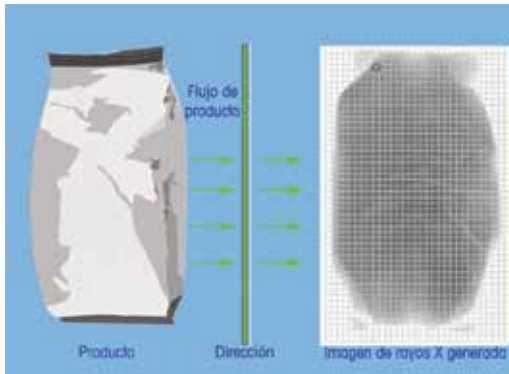 Flujo de
producto
Producto
Dirección
Imagen de rayos X generada